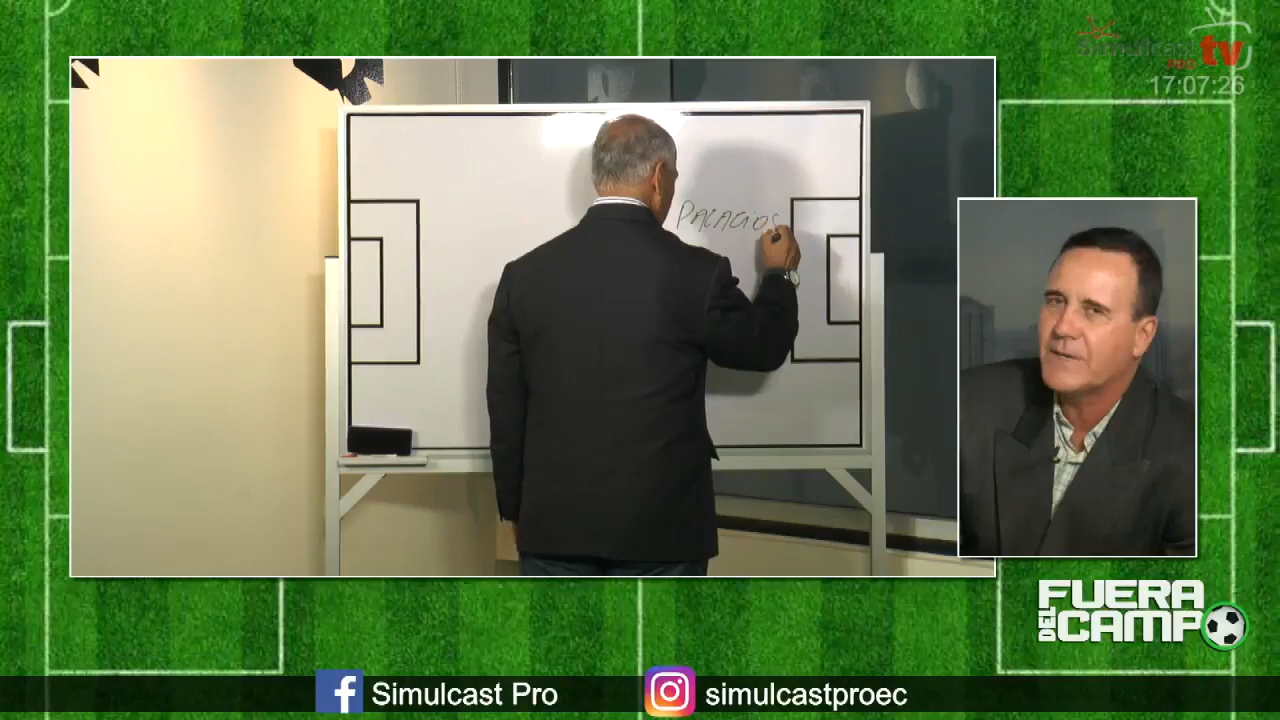 Simulcast tv
PRO
17:07:26
PALACIOS
FUERA
DEL CAMPO
Simulcast Pro
simulcastproec